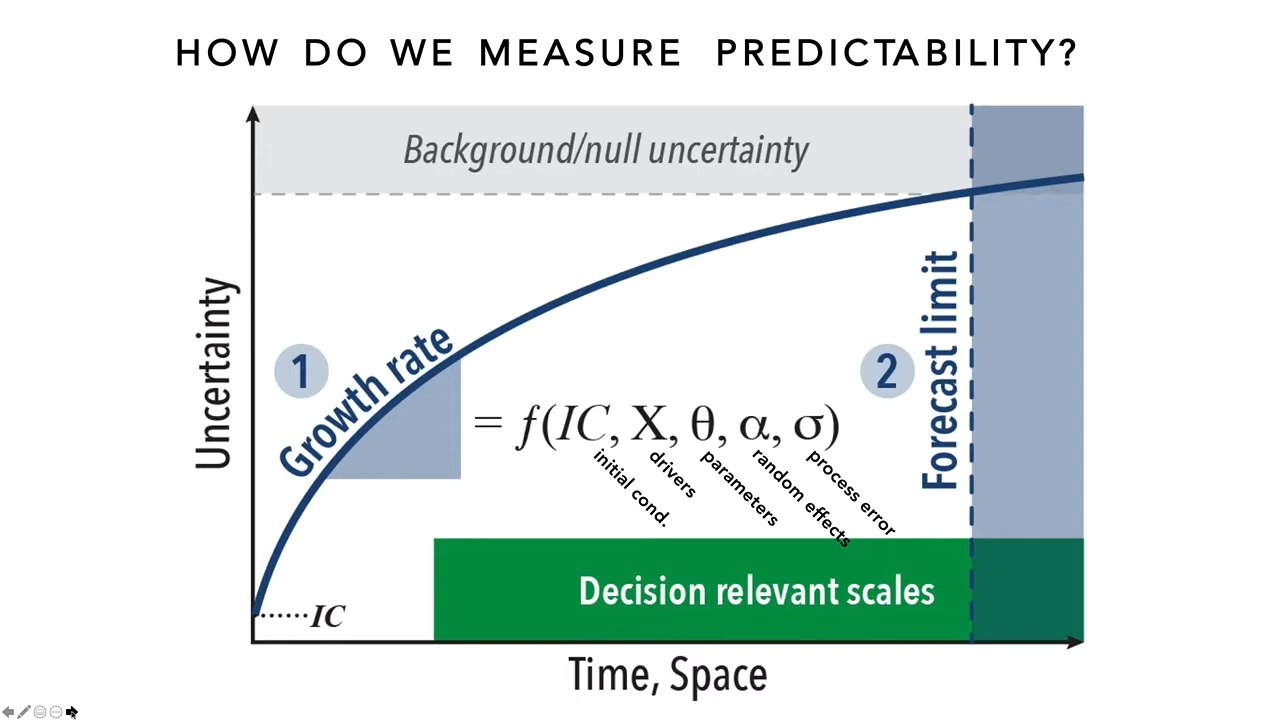 HOW DO WE MEASURE PREDICTABILITY?
Background/null uncertainty
Uncertainty
1
Growth rate
= f(IC, X, θ, α, σ)
initial cond.
drivers
parameters
random effects
process error
2
Forecast limit
Decision relevant scales
......IC
Time, Space